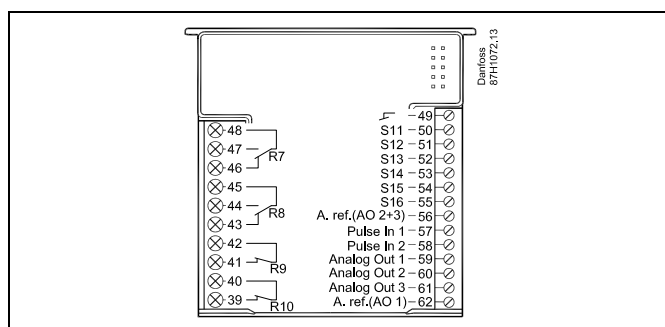 Danfoss
87H1072.13
48
47
R7
46
45
44
R8
43
42
41
R9
40
39
R10
49
S11 50
S12 51
S13 52
S14 53
S15 54
S16 55
A. ref.(AO 2+3) 56
Pulse In 1 57
Pulse In 2 58
Analog Out 1 59
Analog Out 2 60
Analog Out 3 61
A. ref.(AO 1) 62